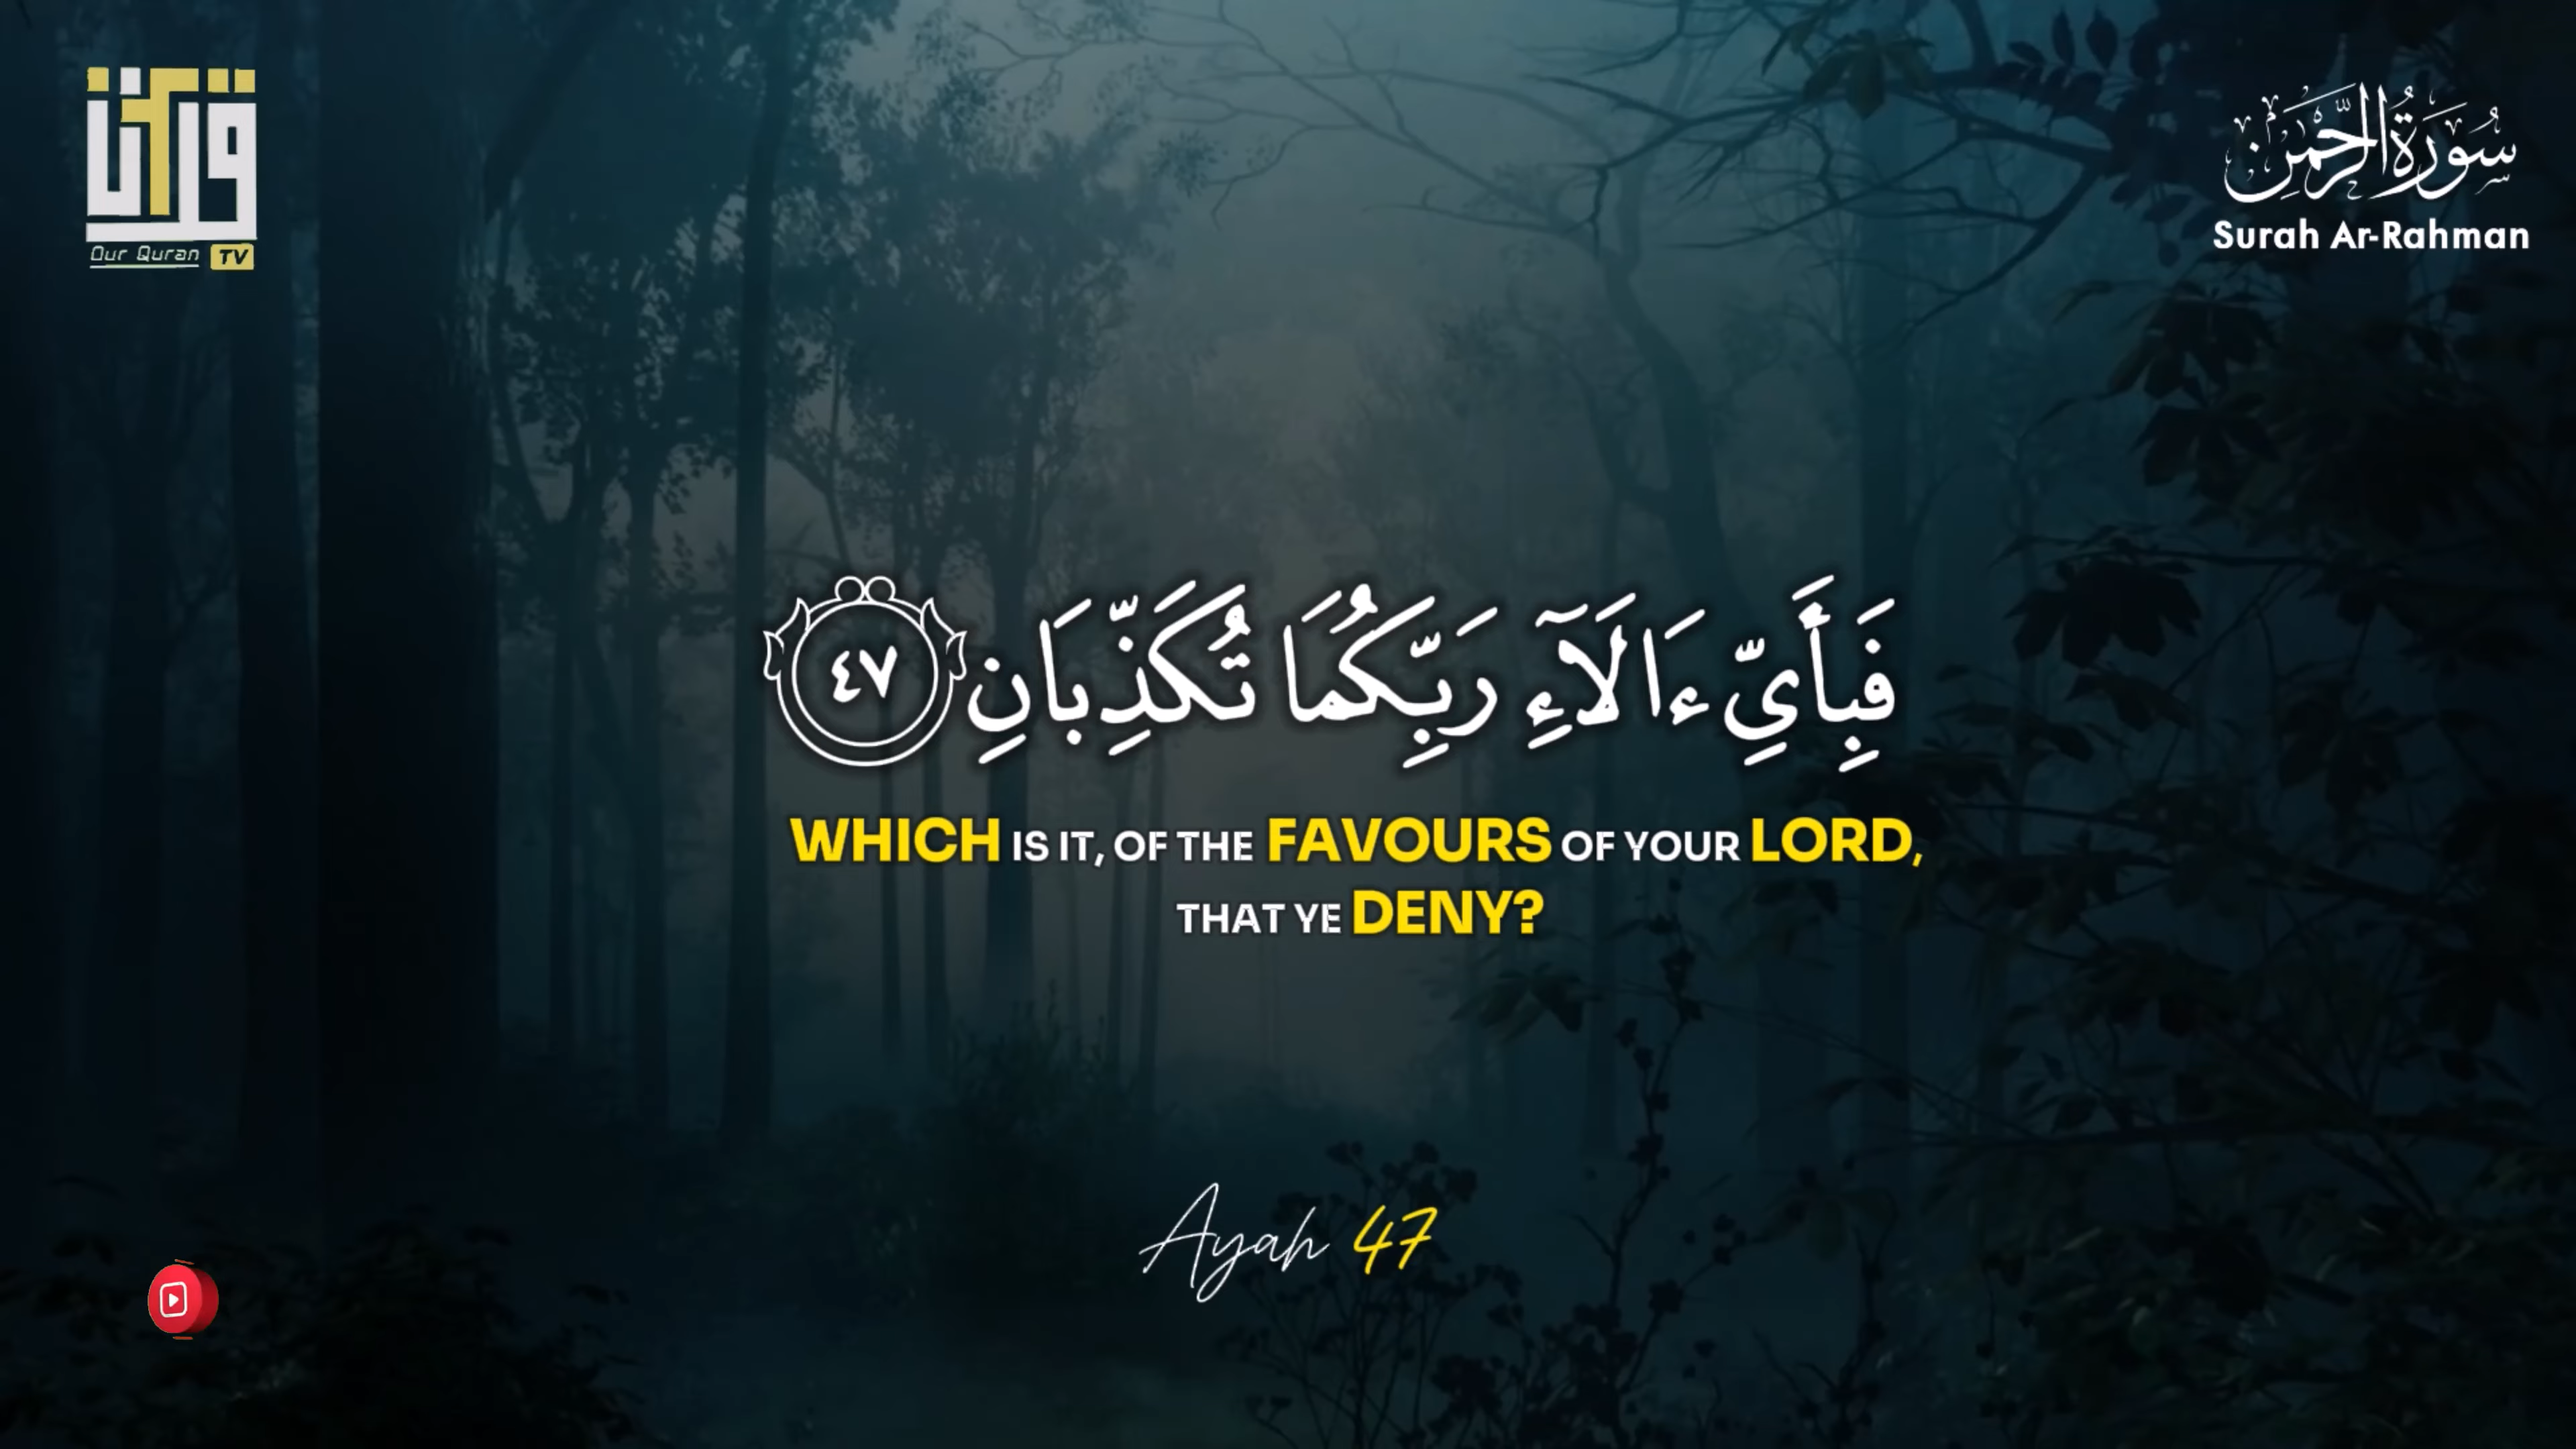 قرآننا
Our Quran TV
سُورَةُ الرَّحْمٰن
Surah Ar-Rahman
فَبِأَيِّ ءَالَآءِ رَبِّكُمَا تُكَذِّبَانِ ٤٧
WHICH IS IT, OF THE FAVOURS OF YOUR LORD,
THAT YE DENY?
Ayah 47